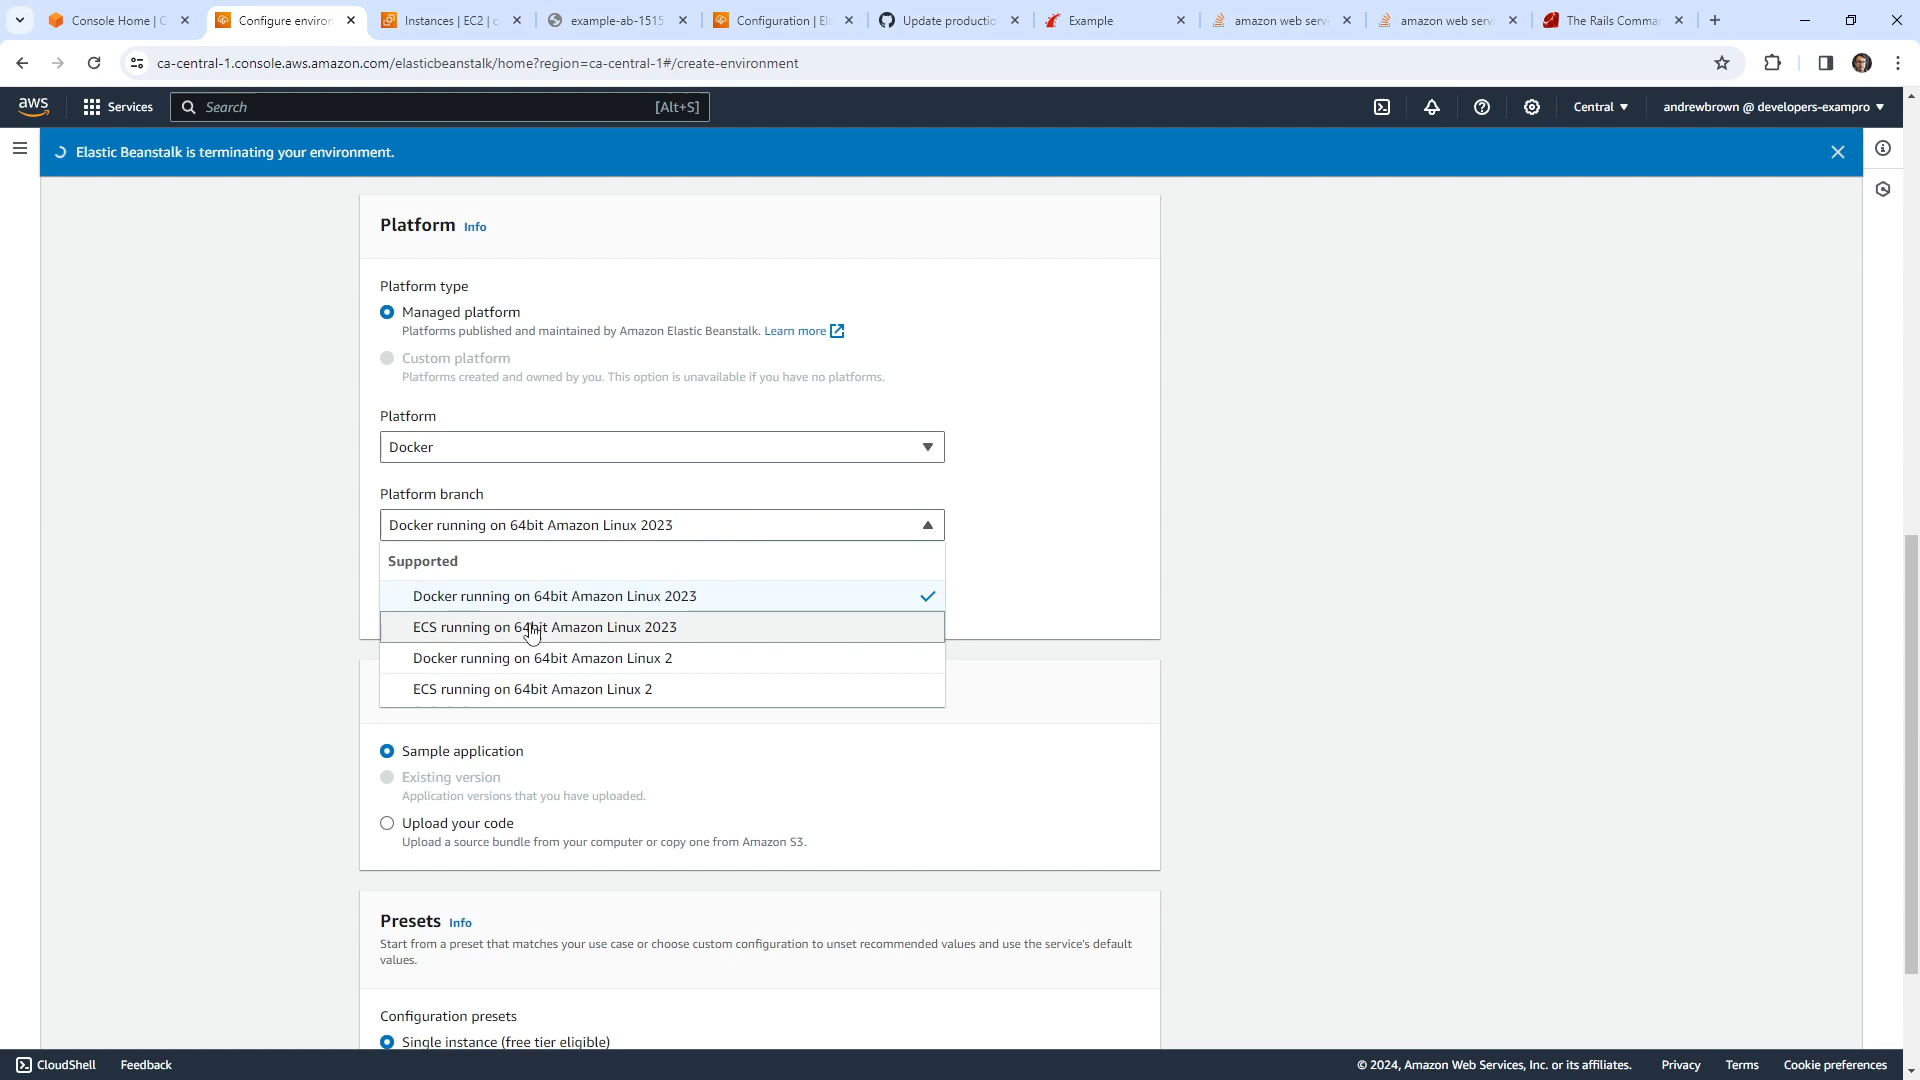 Console Home | C
Configure environ
Instances | EC2 | c
example-ab-1515
Configuration | El
Update productio
Example
amazon web servi
amazon web servi
The Rails Comma
ca-central-1.console.aws.amazon.com/elasticbeanstalk/home?region=ca-central-1#/create-environment
aws
Services
Search
[Alt+S]
Central
andrewbrown @ developers-exampro
Elastic Beanstalk is terminating your environment.
Platform Info
Platform type
Managed platform
Platforms published and maintained by Amazon Elastic Beanstalk. Learn more
Custom platform
Platforms created and owned by you. This option is unavailable if you have no platforms.
Platform
Docker
Platform branch
Docker running on 64bit Amazon Linux 2023
Supported
Docker running on 64bit Amazon Linux 2023
ECS running on 64bit Amazon Linux 2023
Docker running on 64bit Amazon Linux 2
ECS running on 64bit Amazon Linux 2
Sample application
Existing version
Application versions that you have uploaded.
Upload your code
Upload a source bundle from your computer or copy one from Amazon S3.
Presets Info
Start from a preset that matches your use case or choose custom configuration to unset recommended values and use the service's default
values.
Configuration presets
Single instance (free tier eligible)
CloudShell
Feedback
© 2024, Amazon Web Services, Inc. or its affiliates.
Privacy
Terms
Cookie preferences